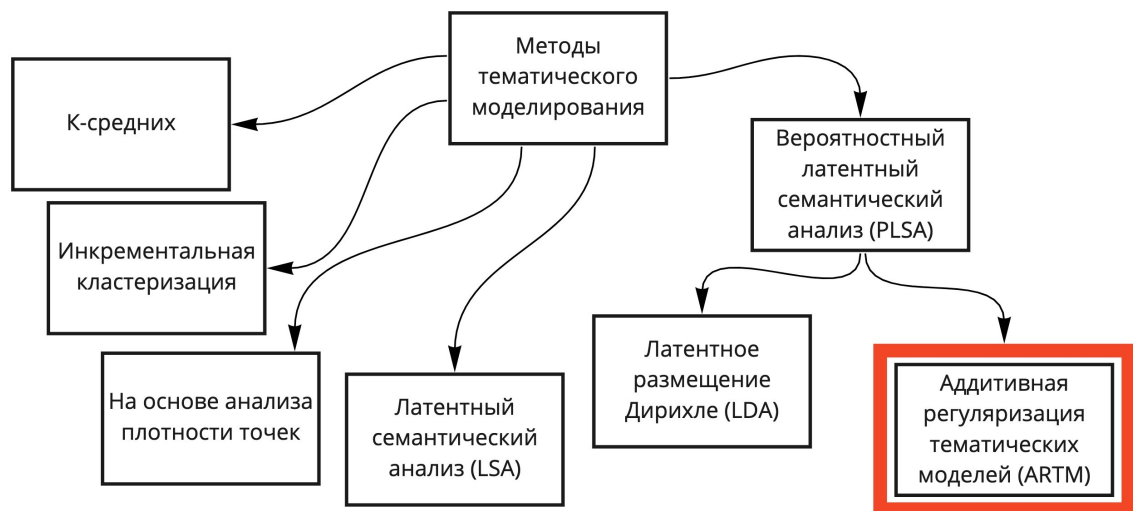 Методы
тематического
моделирования
К-средних
Вероятностный
латентный
семантический
анализ (PLSA)
Инкрементальная
кластеризация
На основе анализа
плотности точек
Латентный
семантический
анализ (LSA)
Латентное
размещение
Дирихле (LDA)
Аддитивная
регуляризация
тематических
моделей (ARTM)